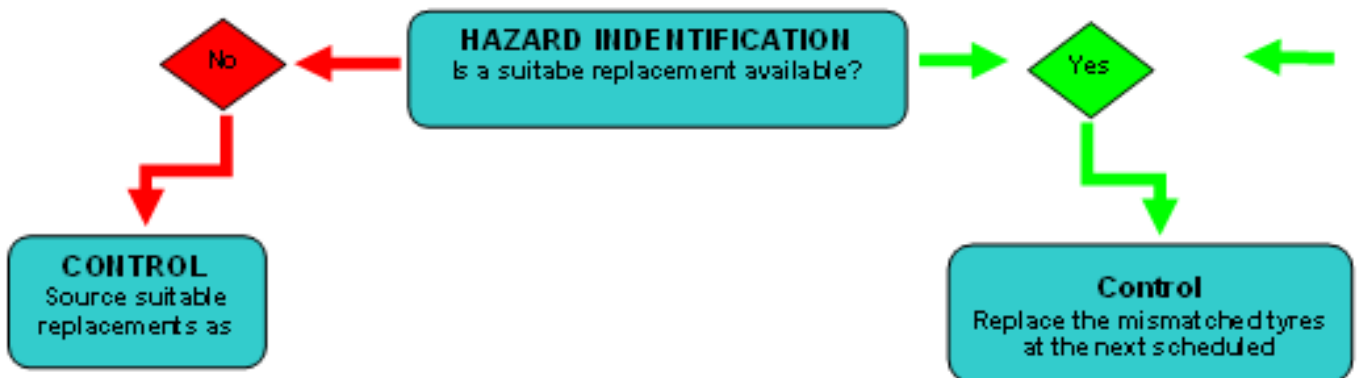 No
HAZARD INDENTIFICATION
Is a suitabe replacement available?
Yes
CONTROL
Source suitable
replacements as
Control
Replace the mismatched tyres
at the next scheduled